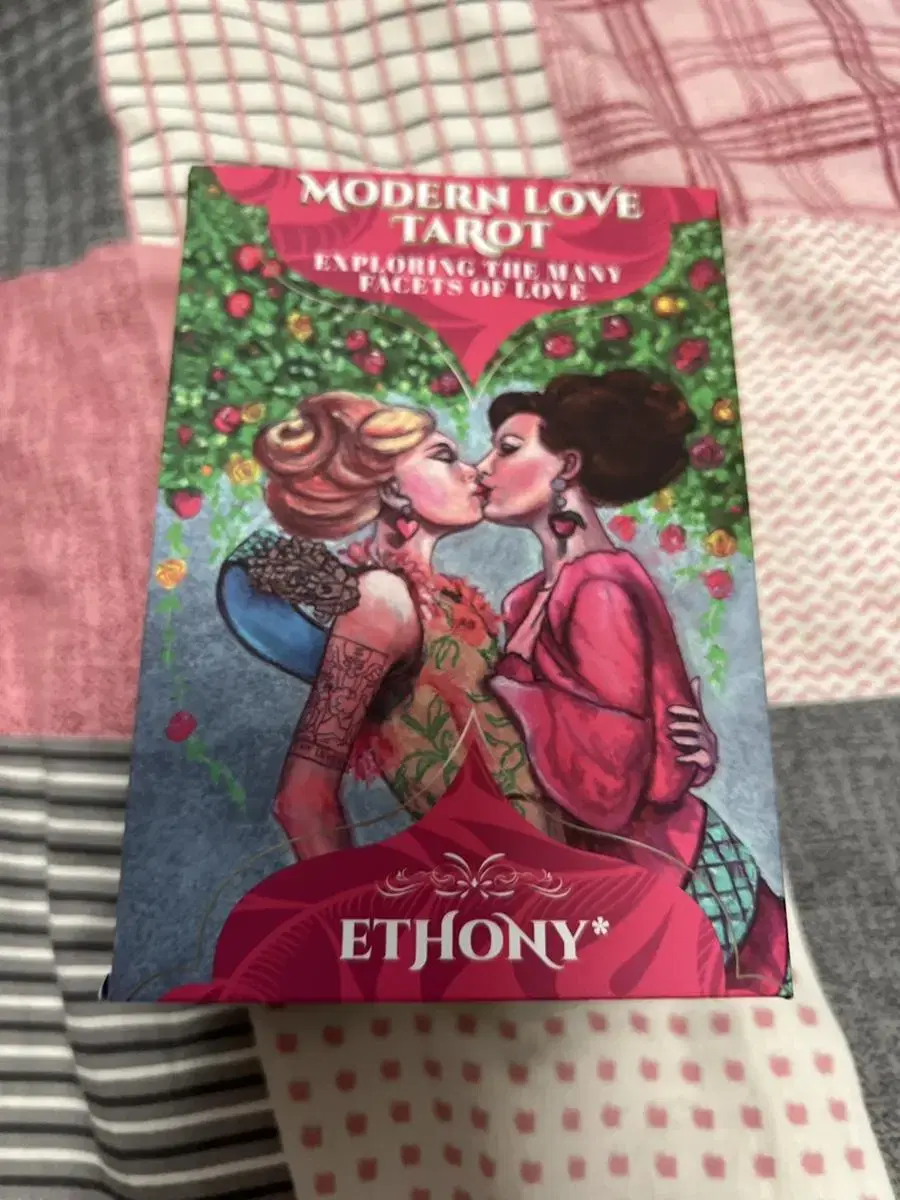 MODERN LOVE
TAROT
EXPLORING THE MANY
FACETS OF LOVE
ETHONY*